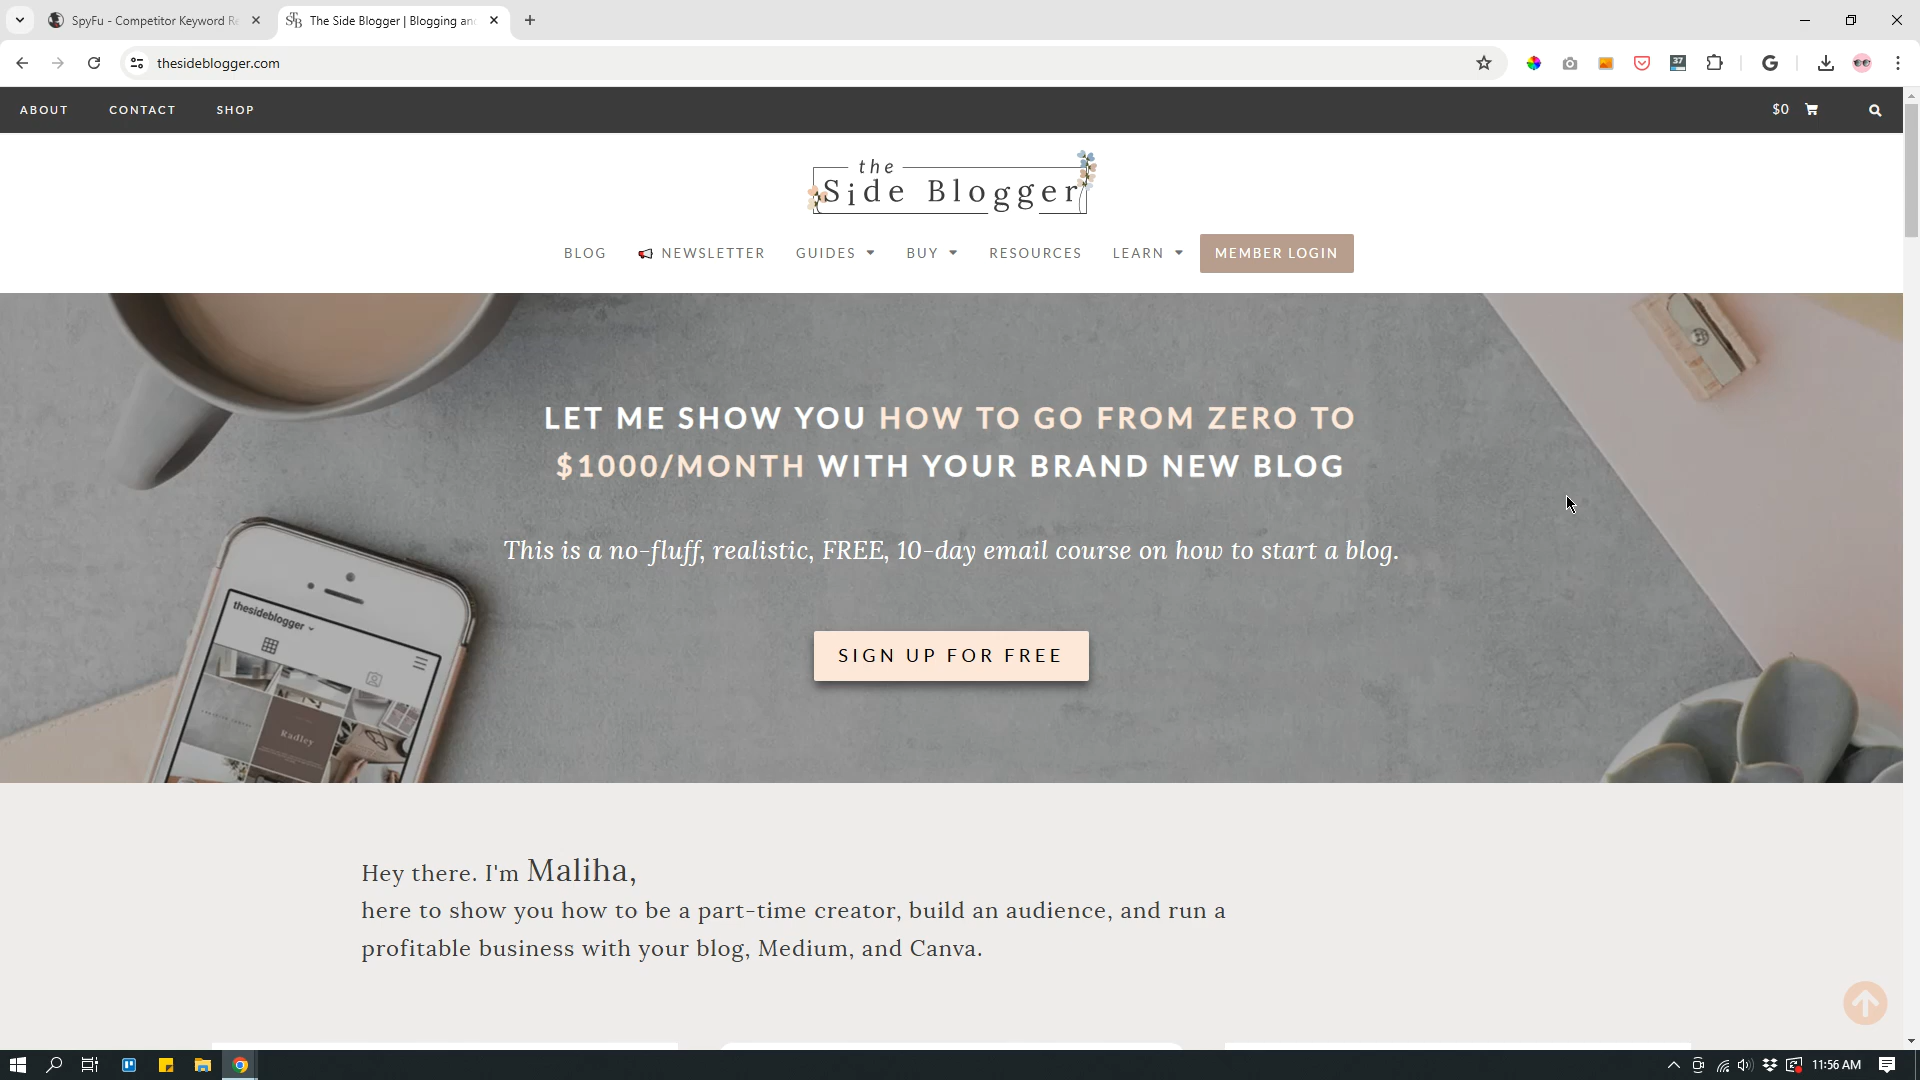 SpyFu - Competitor Keyword R
The Side Blogger | Blogging an
thesideblogger.com
37
ABOUT
CONTACT
SHOP
$0
the
Side Blogger
BLOG
NEWSLETTER
GUIDES
BUY
RESOURCES
LEARN
MEMBER LOGIN
LET ME SHOW YOU HOW TO GO FROM ZERO TO
$1000/MONTH WITH YOUR BRAND NEW BLOG
This is a no-fluff, realistic, FREE, 10-day email course on how to start a blog.
SIGN UP FOR FREE
thesideblogger
Radley
Hey there. I'm Maliha,
here to show you how to be a part-time creator, build an audience, and run a
profitable business with your blog, Medium, and Canva.
11:56 AM